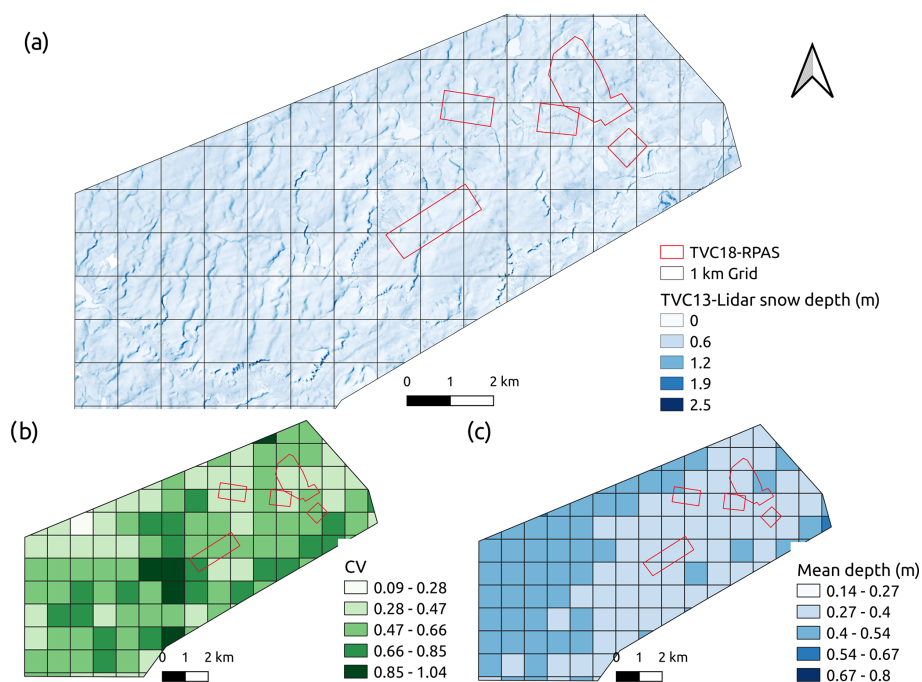 (a)
TVC18-RPAS
1 km Grid
TVC13-Lidar snow depth (m)
0
0.6
1.2
1.9
2.5
0 1 2 km
(b)
CV
0.09 - 0.28
0.28 - 0.47
0.47 - 0.66
0.66 - 0.85
0.85 - 1.04
0 1 2 km
(c)
Mean depth (m)
0.14 - 0.27
0.27 - 0.4
0.4 - 0.54
0.54 - 0.67
0.67 - 0.8
0 1 2 km